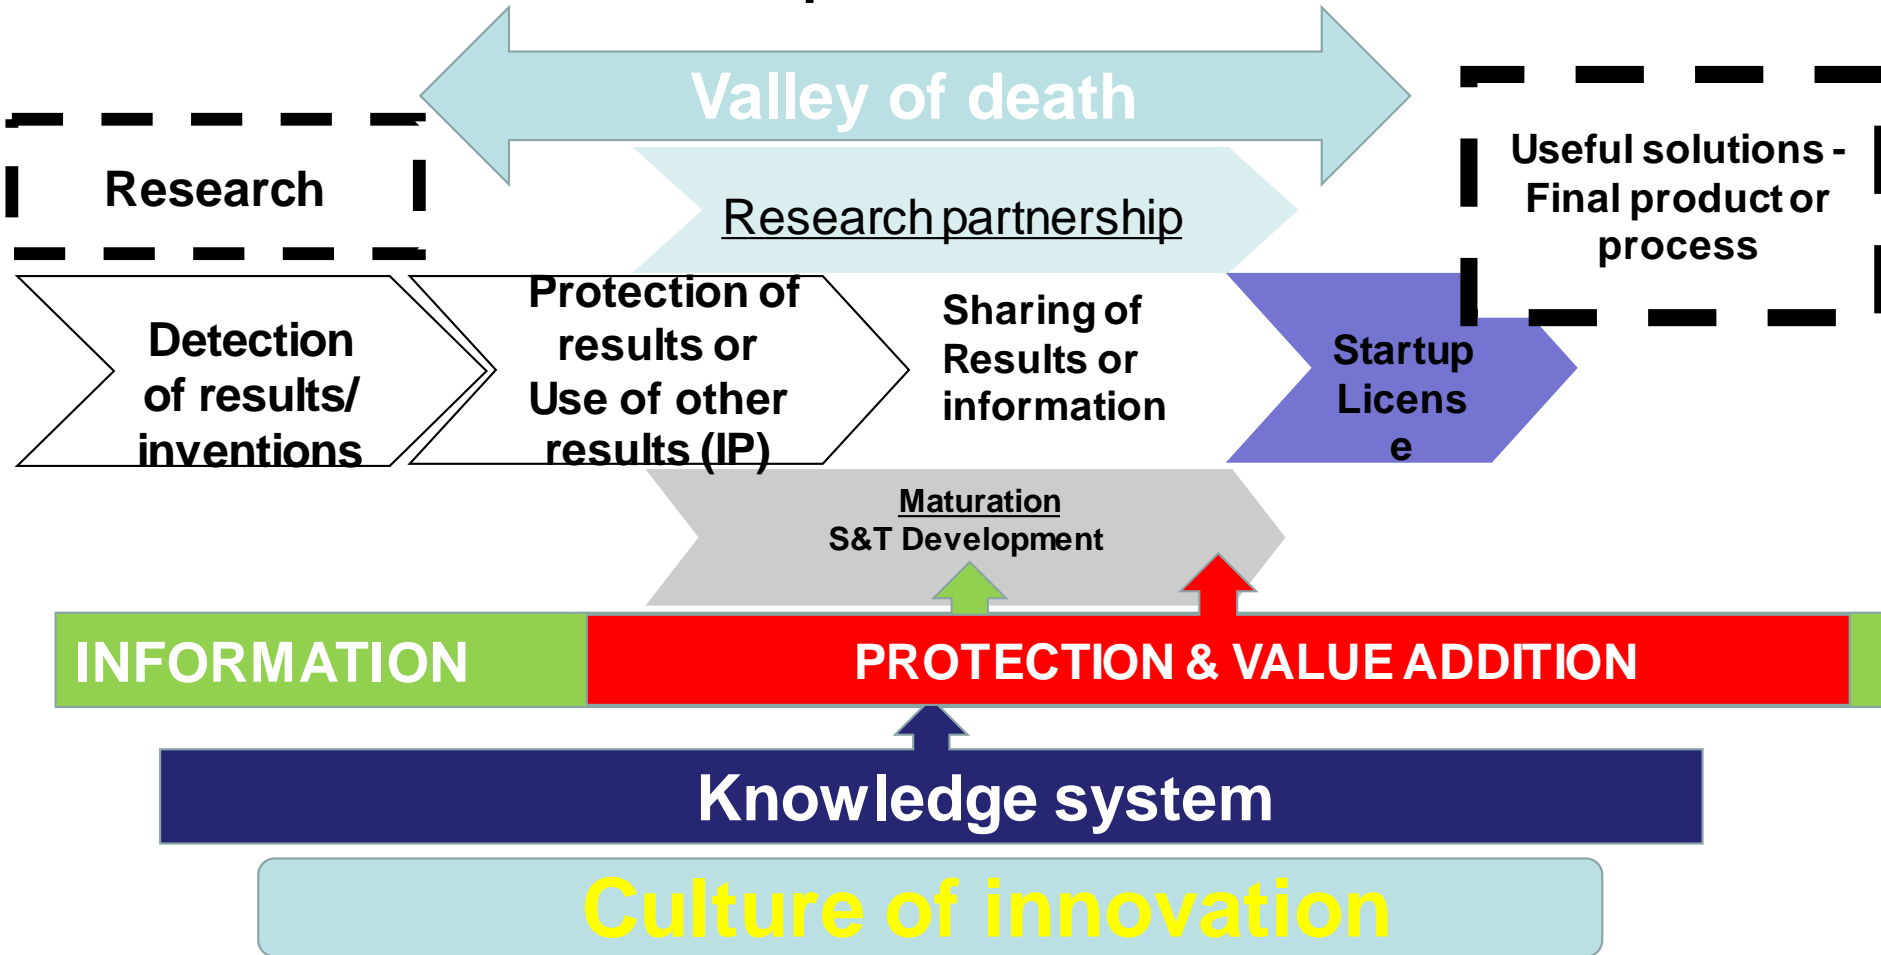 Valley of death
Research
Useful solutions -
Final product or
process
Research partnership
Detection
of results/
inventions
Protection of
results or
Use of other
results (IP)
Sharing of
Results or
information
Startup
Licens
e
Maturation
S&T Development
INFORMATION
PROTECTION & VALUE ADDITION
Knowledge system
Culture of innovation